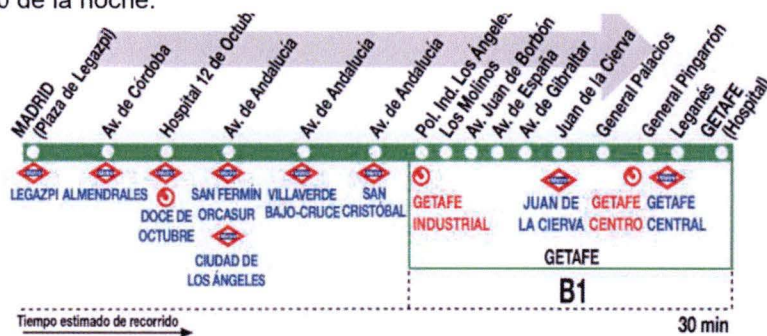 de la noche.
MADRID
(Plaza de Legazpi)
Av. de Córdoba
Hospital 12 de Octubre
Av. de Andalucía
Av. de Andalucía
Av. de Andalucía
Pol. Ind. Los Ángeles
Los Molinos
Av. Juan de Borbón
Av. de España
Av. de Gibraltar
Juan de la Cierva
General Palacios
General Pingarrón
Leganés
GETAFE
(Hospital)
LEGAZPI
ALMENDRALES
DOCE DE
OCTUBRE
SAN FERMÍN
ORCASUR
CIUDAD DE
LOS ÁNGELES
VILLAVERDE
BAJO-CRUCE
SAN
CRISTÓBAL
GETAFE
INDUSTRIAL
JUAN DE
LA CIERVA
GETAFE
CENTRO
GETAFE
CENTRAL
GETAFE
B1
Tiempo estimado de recorrido
30 min